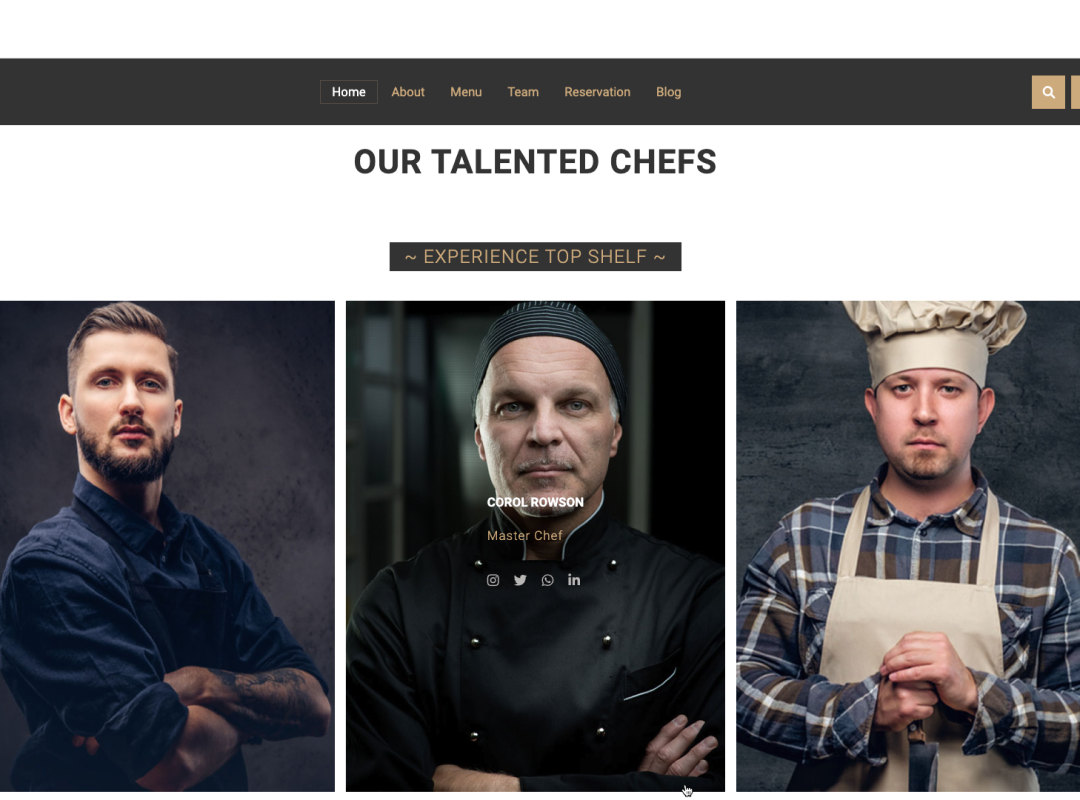 Home About Menu Team Reservation Blog
OUR TALENTED CHEFS
~ EXPERIENCE TOP SHELF ~
COROL ROWSON
Master Chef